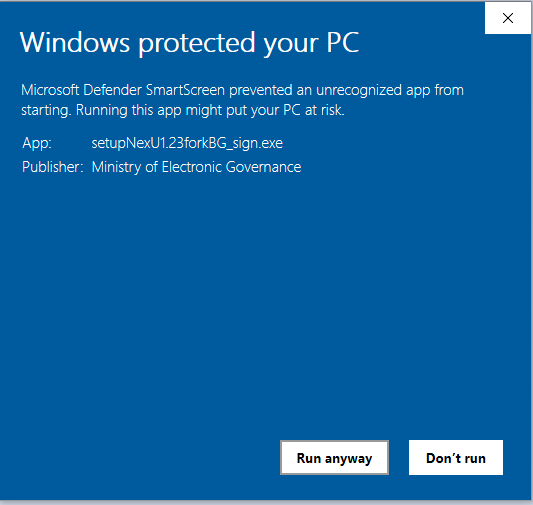 Windows protected your PC
Microsoft Defender SmartScreen prevented an unrecognized app from
starting. Running this app might put your PC at risk.
App: setupNexU1.23forkBG_sign.exe
Publisher: Ministry of Electronic Governance
Run anyway Don’t run